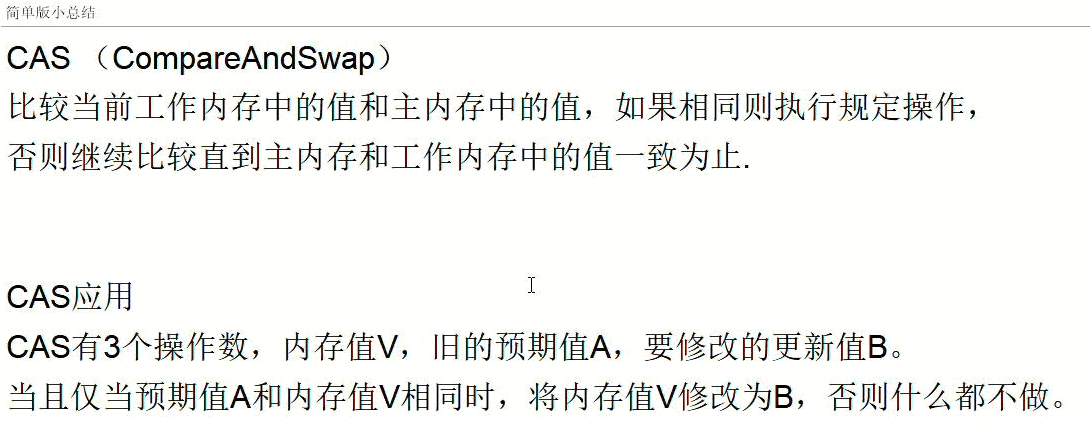 简单版小总结
CAS （CompareAndSwap）
比较当前工作内存中的值和主内存中的值，如果相同则执行规定操作，
否则继续比较直到主内存和工作内存中的值一致为止.
CAS应用
CAS有3个操作数，内存值V，旧的预期值A，要修改的更新值B。
当且仅当预期值A和内存值V相同时，将内存值V修改为B，否则什么都不做。